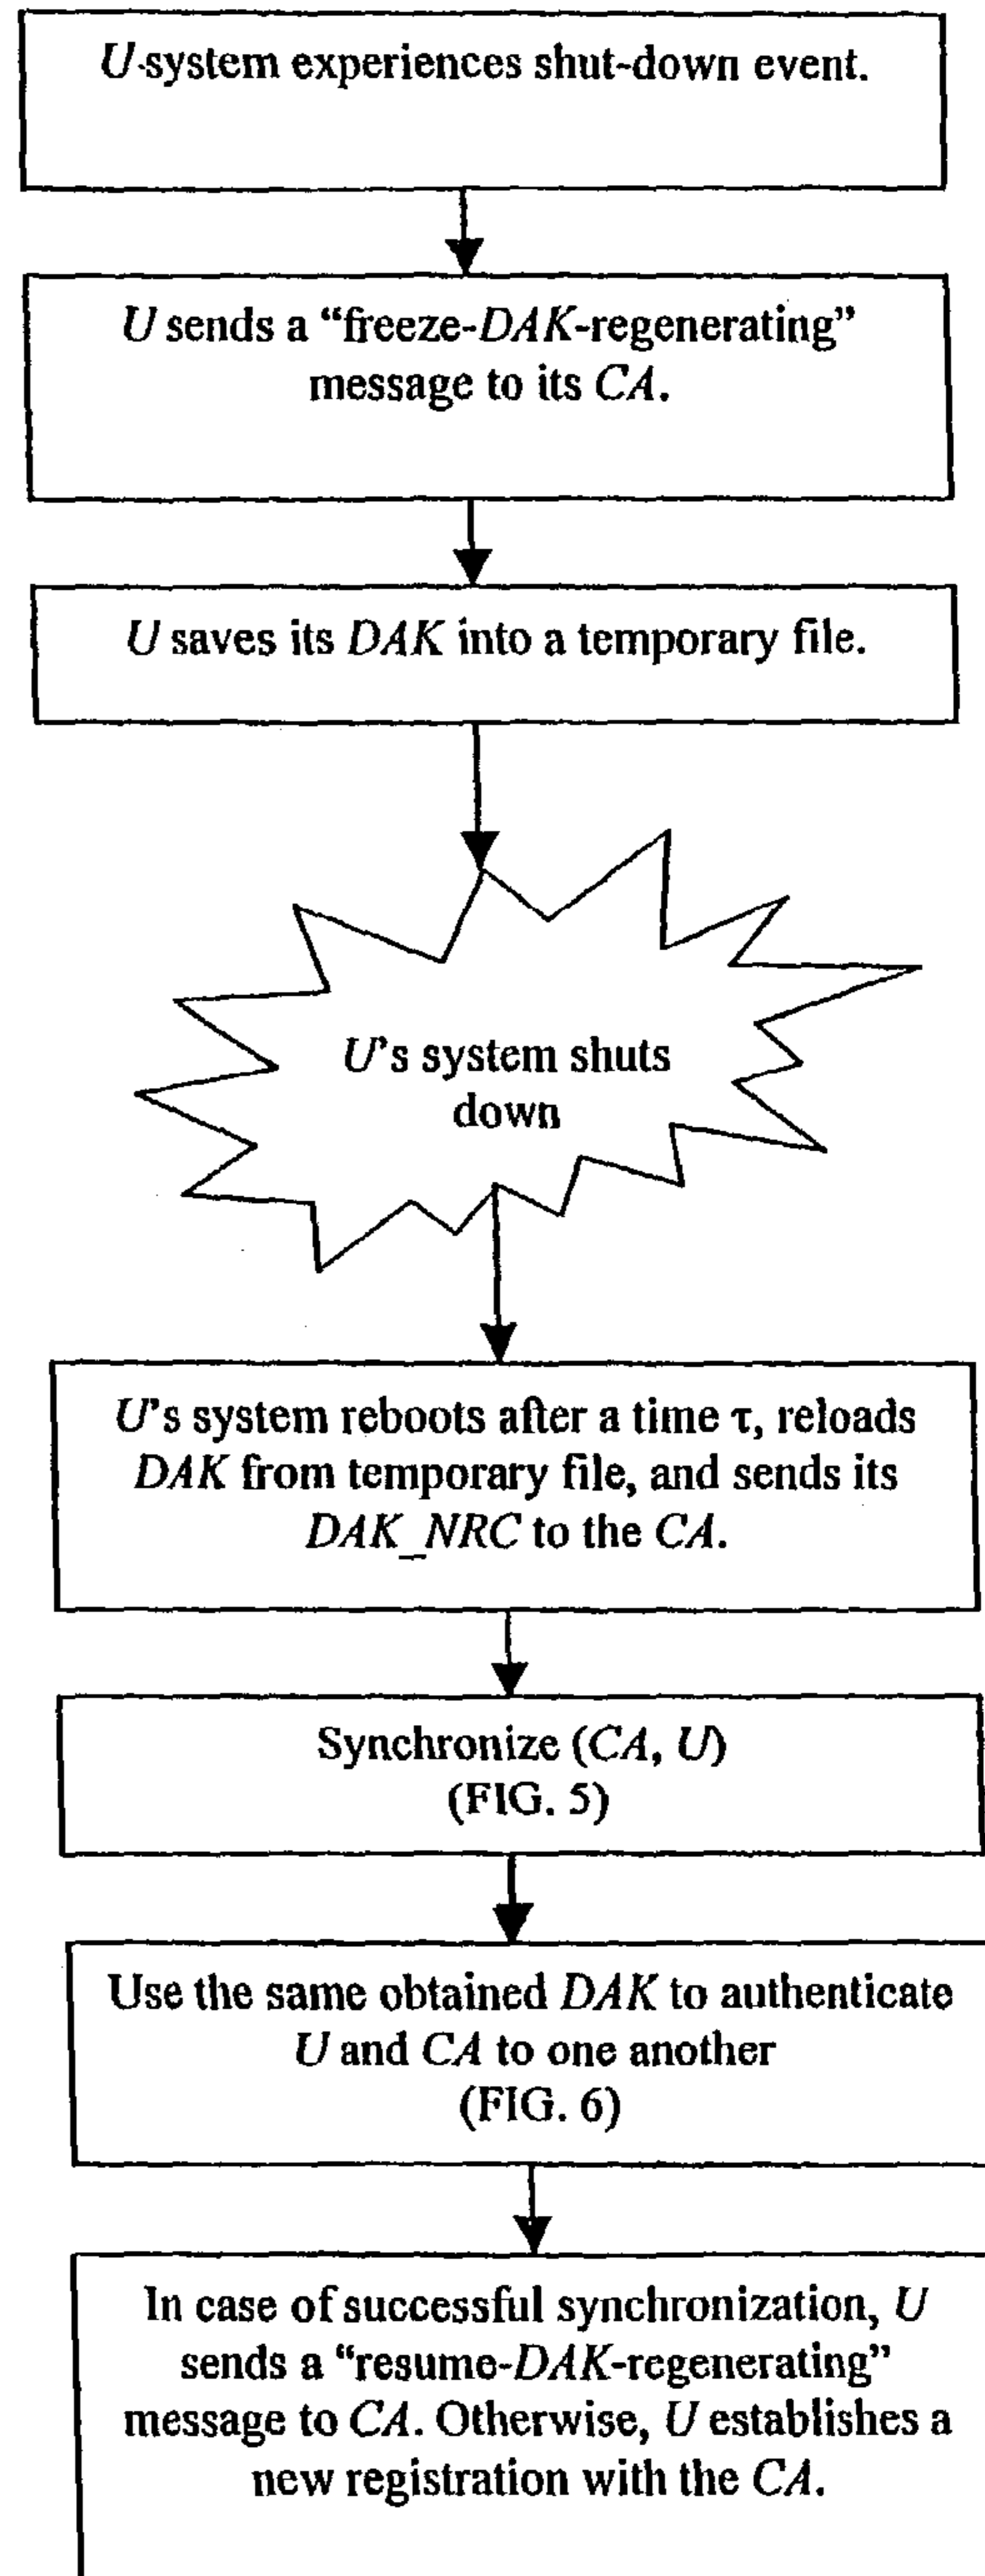 U-system experiences shut-down event.
U sends a “freeze-DAK-regenerating”
message to its CA.
U saves its DAK into a temporary file.
U's system shuts
down
U's system reboots after a time τ, reloads
DAK from temporary file, and sends its
DAK_NRC to the CA.
Synchronize (CA, U)
(FIG. 5)
Use the same obtained DAK to authenticate
U and CA to one another
(FIG. 6)
In case of successful synchronization, U
sends a “resume-DAK-regenerating”
message to CA. Otherwise, U establishes a
new registration with the CA.